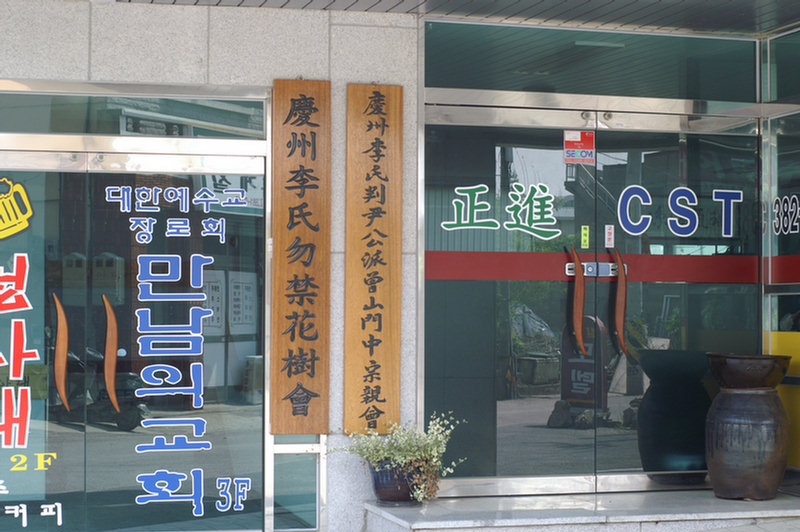 대한예수교
장로회
만남의교회
3F
2F
커피
慶州李氏勿禁花樹會
慶州李氏判尹公派曾山門中宗親會
SECOM
正進
CST
382